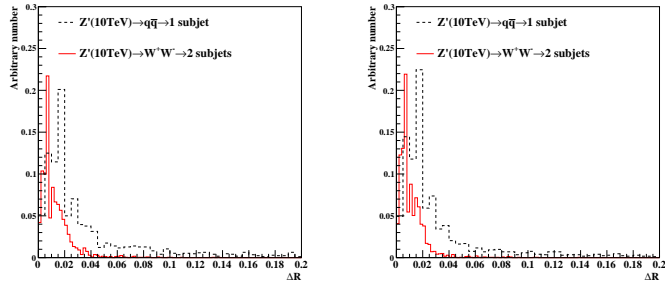 Arbitrary number
0.3
0.25
0.2
0.15
0.1
0.05
0
Z'(10TeV)→qq̅→1 subjet
Z'(10TeV)→W⁺W⁻→2 subjets
0 0.02 0.04 0.06 0.08 0.1 0.12 0.14 0.16 0.18 0.2
ΔR
Arbitrary number
0.3
0.25
0.2
0.15
0.1
0.05
0
Z'(10TeV)→qq̅→1 subjet
Z'(10TeV)→W⁺W⁻→2 subjets
0 0.02 0.04 0.06 0.08 0.1 0.12 0.14 0.16 0.18 0.2
ΔR